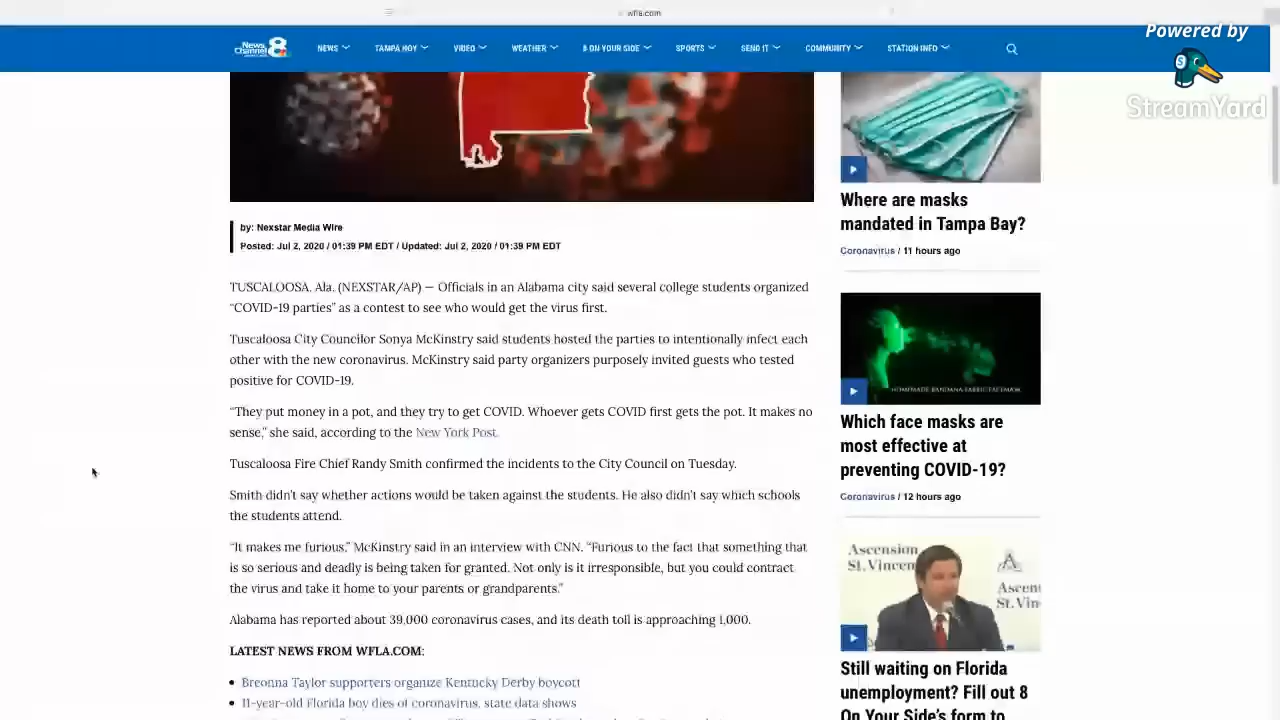 wfla.com
Powered by
StreamYard
News Channel 8
NEWS
TAMPA HOY
VIDEO
WEATHER
8 ON YOUR SIDE
SPORTS
SEND IT
COMMUNITY
STATION INFO
by: Nexstar Media Wire
Posted: Jul 2, 2020 / 01:39 PM EDT / Updated: Jul 2, 2020 / 01:39 PM EDT
TUSCALOOSA, Ala. (NEXSTAR/AP) — Officials in an Alabama city said several college students organized
“COVID-19 parties” as a contest to see who would get the virus first.
Tuscaloosa City Councilor Sonya McKinstry said students hosted the parties to intentionally infect each
other with the new coronavirus. McKinstry said party organizers purposely invited guests who tested
positive for COVID-19.
“They put money in a pot, and they try to get COVID. Whoever gets COVID first gets the pot. It makes no
sense,” she said, according to the New York Post.
Tuscaloosa Fire Chief Randy Smith confirmed the incidents to the City Council on Tuesday.
Smith didn’t say whether actions would be taken against the students. He also didn’t say which schools
the students attend.
“It makes me furious,” McKinstry said in an interview with CNN. “Furious to the fact that something that
is so serious and deadly is being taken for granted. Not only is it irresponsible, but you could contract
the virus and take it home to your parents or grandparents.”
Alabama has reported about 39,000 coronavirus cases, and its death toll is approaching 1,000.
LATEST NEWS FROM WFLA.COM:
Breonna Taylor supporters organize Kentucky Derby boycott
11-year-old Florida boy dies of coronavirus, state data shows
Where are masks
mandated in Tampa Bay?
Coronavirus / 11 hours ago
HOMEMADE BANDANA FABRIC FACEMASK
Which face masks are
most effective at
preventing COVID-19?
Coronavirus / 12 hours ago
Ascension
St. Vincen
Ascen
St. Vin
Still waiting on Florida
unemployment? Fill out 8
On Your Side’s form to